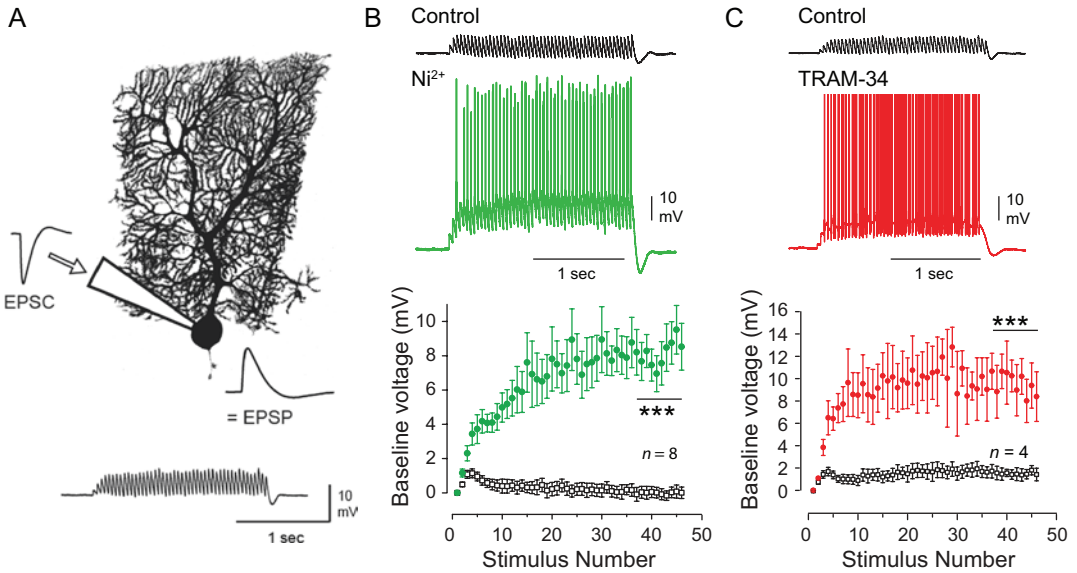 A
EPSC
= EPSP
10
mV
1 sec
B
Control
Ni²⁺
10
mV
1 sec
Baseline voltage (mV)
10
8
6
4
2
0
***
n = 8
0 10 20 30 40 50
Stimulus Number
C
Control
TRAM-34
10
mV
1 sec
Baseline voltage (mV)
16
14
12
10
8
6
4
2
0
***
n = 4
0 10 20 30 40 50
Stimulus Number